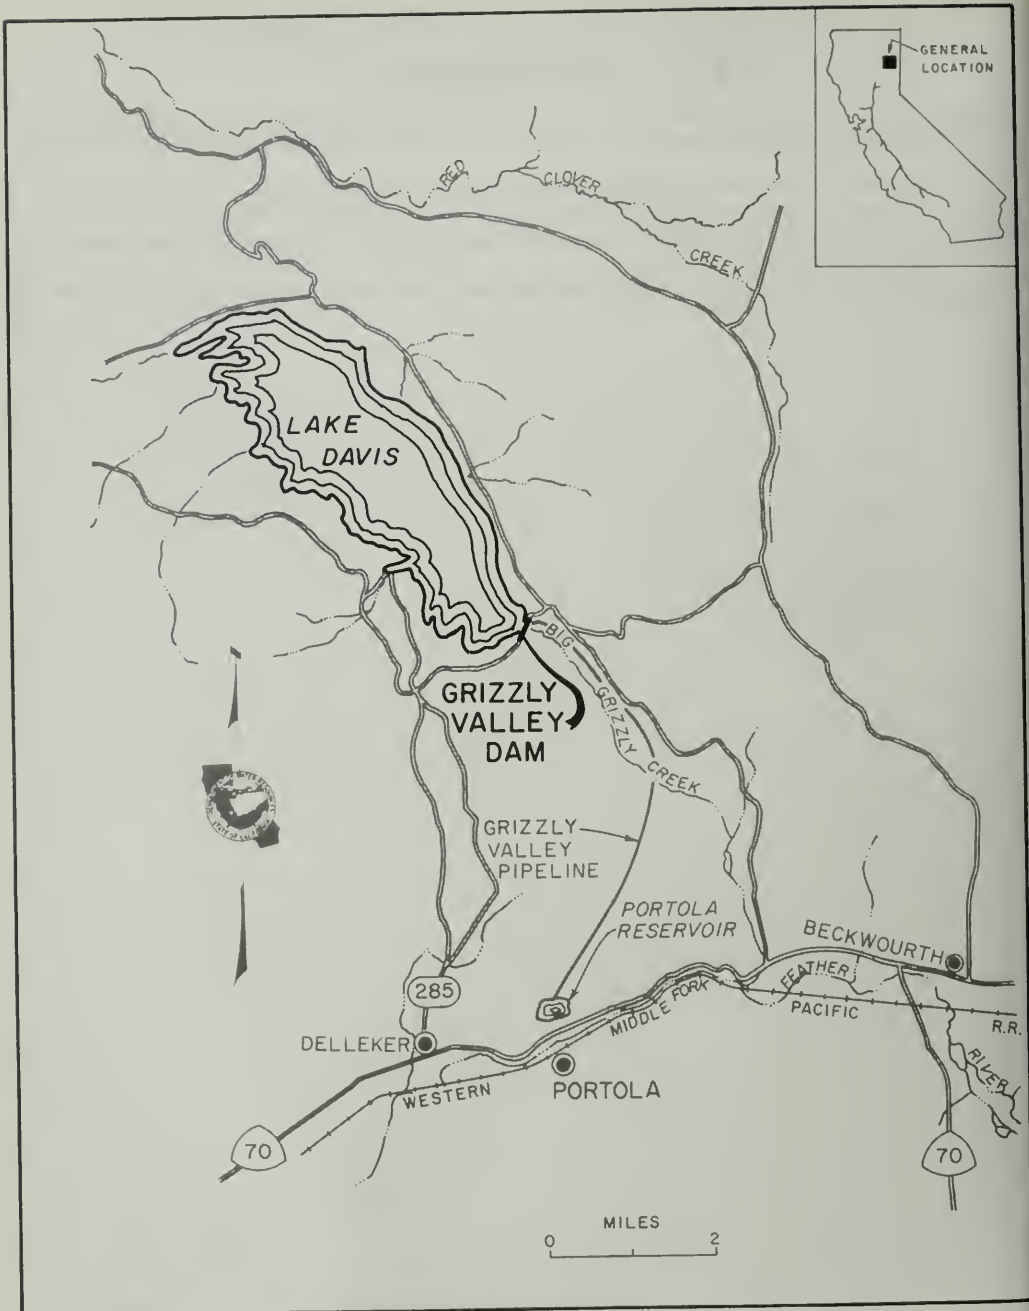 GENERAL
LOCATION
RED
CLOVER
CREEK
LAKE
DAVIS
BIG
GRIZZLY
CREEK
GRIZZLY
VALLEY
DAM
GRIZZLY
VALLEY
PIPELINE
PORTOLA
RESERVOIR
BECKWOURTH
285
DELLEKER
MIDDLE FORK
FEATHER
RIVER
WESTERN
PACIFIC
R.R.
PORTOLA
70
70
MILES
0 2